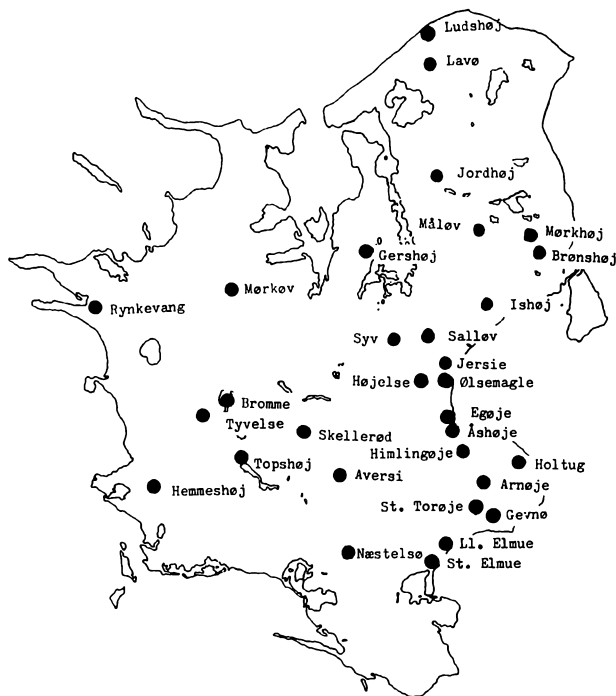 Ludshøj
Lavø
Jordhøj
Måløv
Mørkhøj
Gershøj
Brønshøj
Mørkøv
Rynkevang
Ishøj
Syv
Salløv
Jersie
Højelse
Ølsemagle
Bromme
Tyvelse
Egøje
Skellerød
Åshøje
Himlingøje
Topshøj
Holtug
Aversi
Hemmeshøj
Arnøje
St. Torøje
Gevnø
Ll. Elmue
Næstelsø
St. Elmue